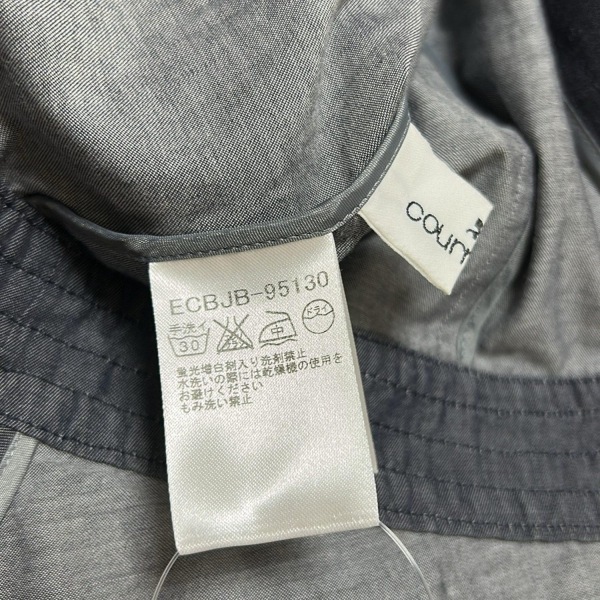 ECBJB-95130
手洗イ
30
中
ドライ
蛍光増白剤入り洗剤禁止
水洗いの際には乾燥機の使用を
お避けください
もみ洗い禁止